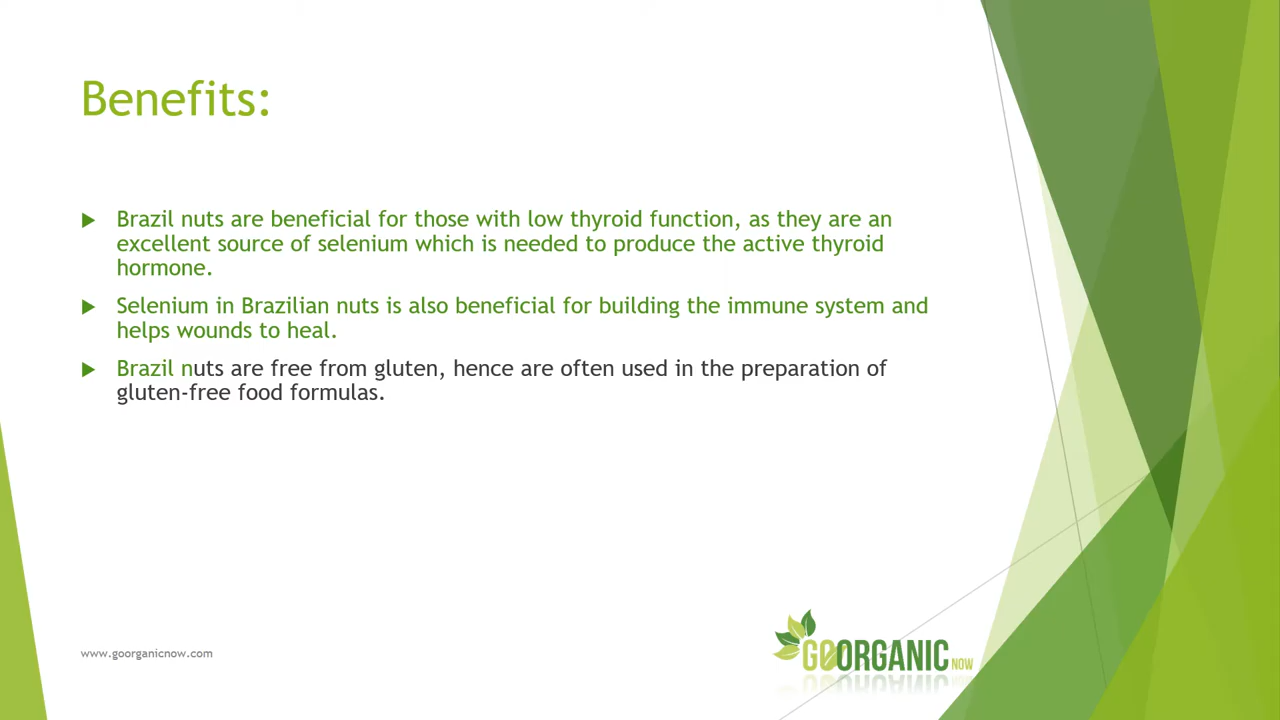 Benefits:
Brazil nuts are beneficial for those with low thyroid function, as they are an
excellent source of selenium which is needed to produce the active thyroid
hormone.
Selenium in Brazilian nuts is also beneficial for building the immune system and
helps wounds to heal.
Brazil nuts are free from gluten, hence are often used in the preparation of
gluten-free food formulas.
www.goorganicnow.com
GOORGANIC NOW